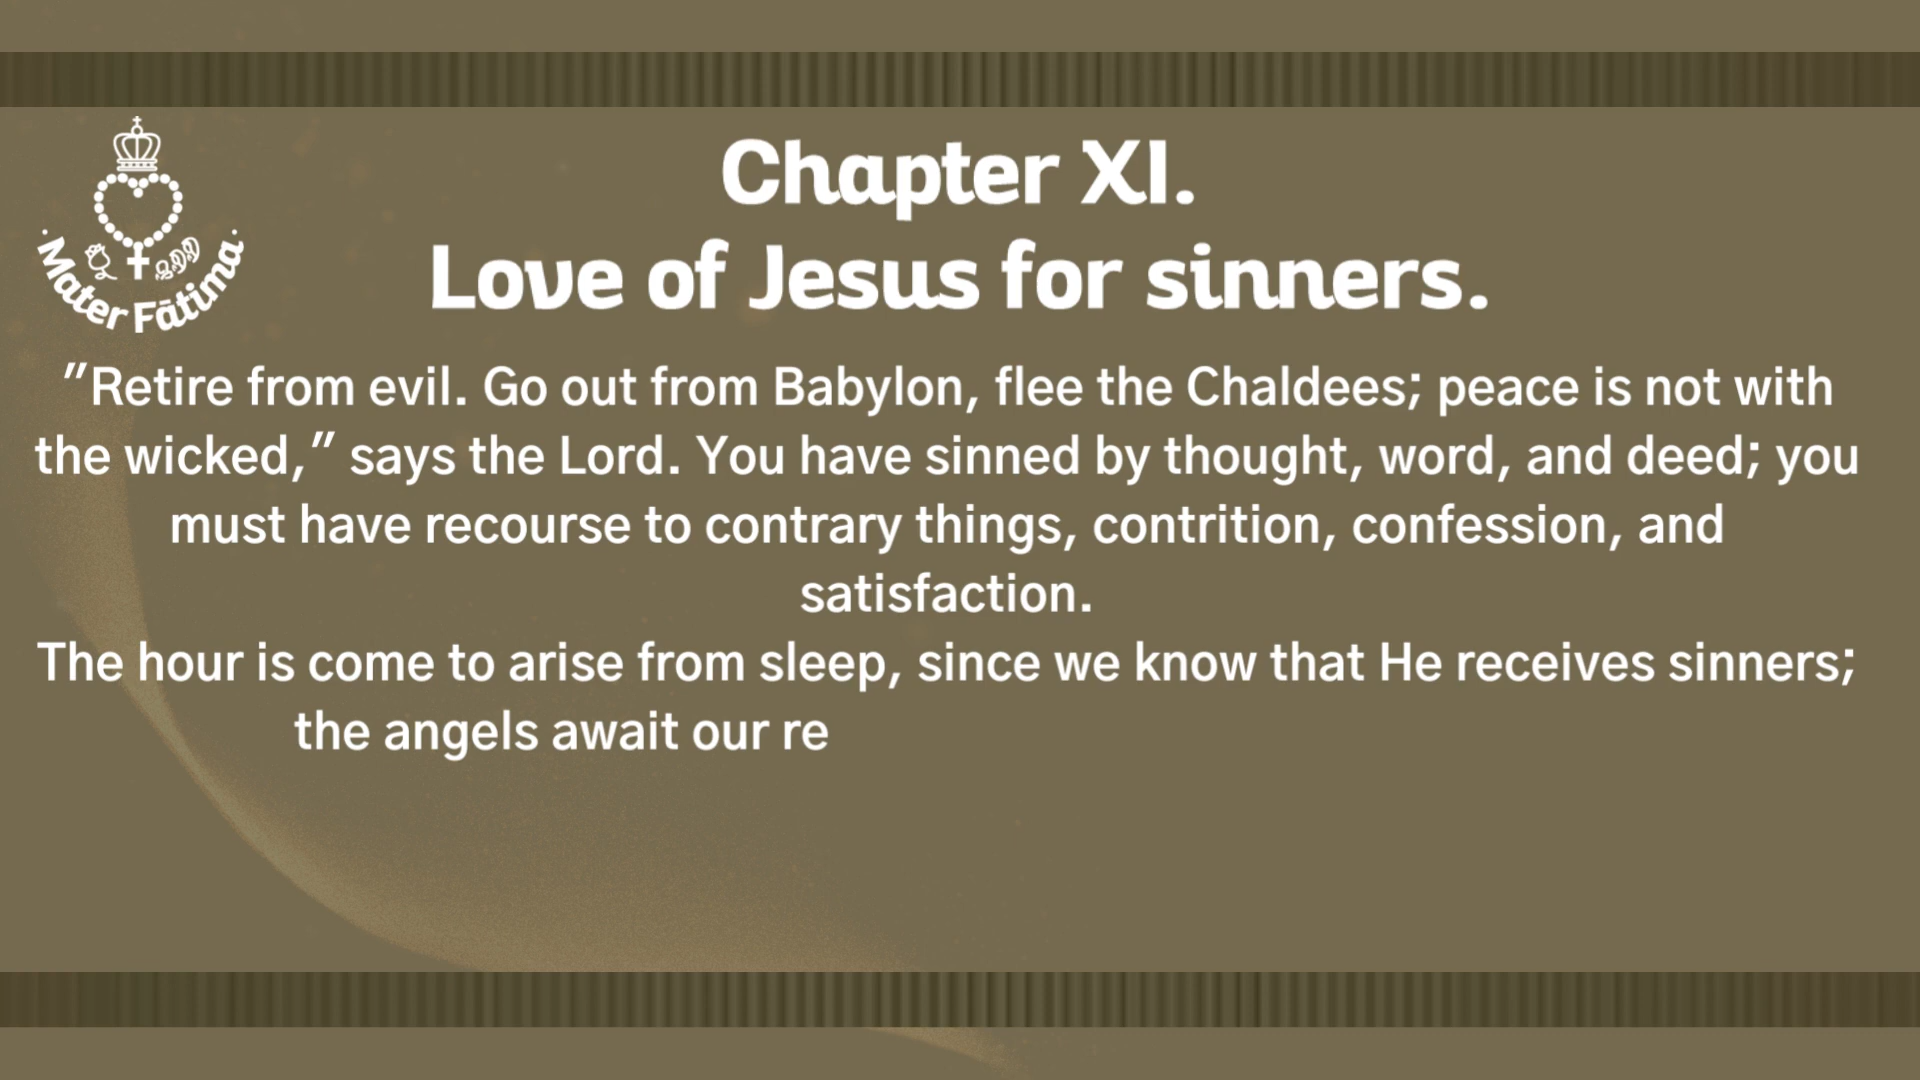 Chapter XI.
Love of Jesus for sinners.
·Mater Fātima·
"Retire from evil. Go out from Babylon, flee the Chaldees; peace is not with
the wicked," says the Lord. You have sinned by thought, word, and deed; you
must have recourse to contrary things, contrition, confession, and
satisfaction.
The hour is come to arise from sleep, since we know that He receives sinners;
the angels await our re